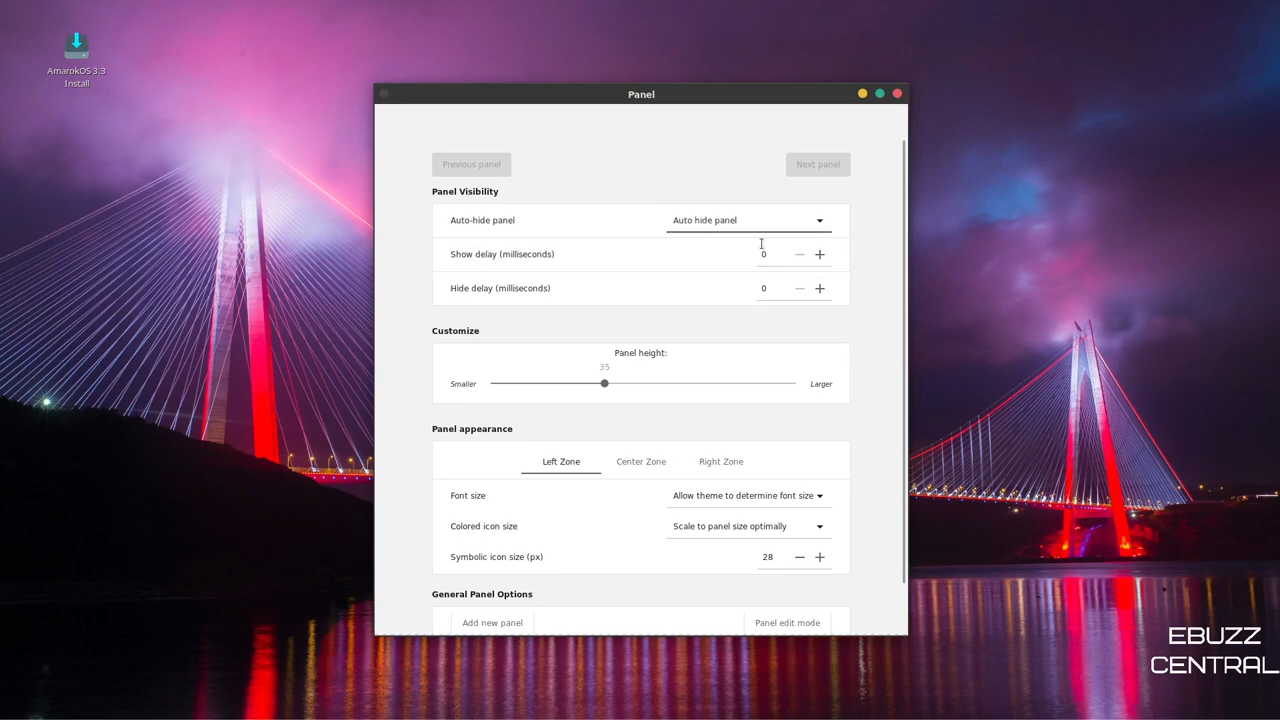 AmarokOS 3.3
Install
Panel
Previous panel
Next panel
Panel Visibility
Auto-hide panel
Auto hide panel
Show delay (milliseconds)
0
Hide delay (milliseconds)
0
Customize
Panel height:
35
Smaller
Larger
Panel appearance
Left Zone
Center Zone
Right Zone
Font size
Allow theme to determine font size
Colored icon size
Scale to panel size optimally
Symbolic icon size (px)
28
General Panel Options
Add new panel
Panel edit mode
EBUZZ
CENTRAL